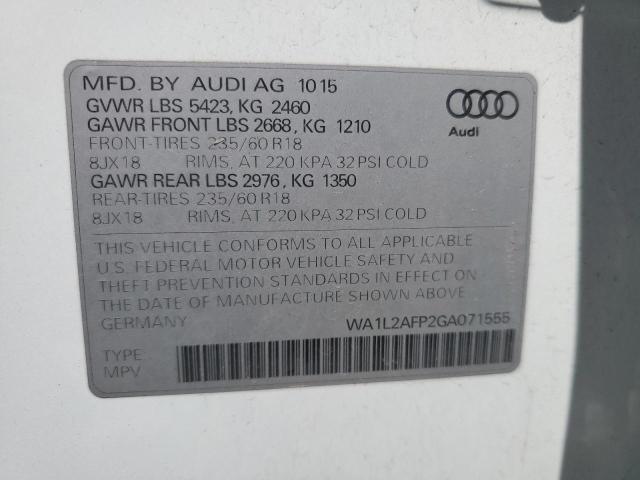 MFD. BY AUDI AG 10 15
GVWR LBS 5423, KG 2460
GAWR FRONT LBS 2668, KG 1210
FRONT-TIRES 235/60 R18
8JX18 RIMS, AT 220 KPA 32 PSI COLD
GAWR REAR LBS 2976, KG 1350
REAR-TIRES 235/60 R18
8JX18 RIMS, AT 220 KPA 32 PSI COLD
Audi
THIS VEHICLE CONFORMS TO ALL APPLICABLE
U.S. FEDERAL MOTOR VEHICLE SAFETY AND
THEFT PREVENTION STANDARDS IN EFFECT ON
THE DATE OF MANUFACTURE SHOWN ABOVE
GERMANY WA1L2AFP2GA071555
TYPE:
MPV